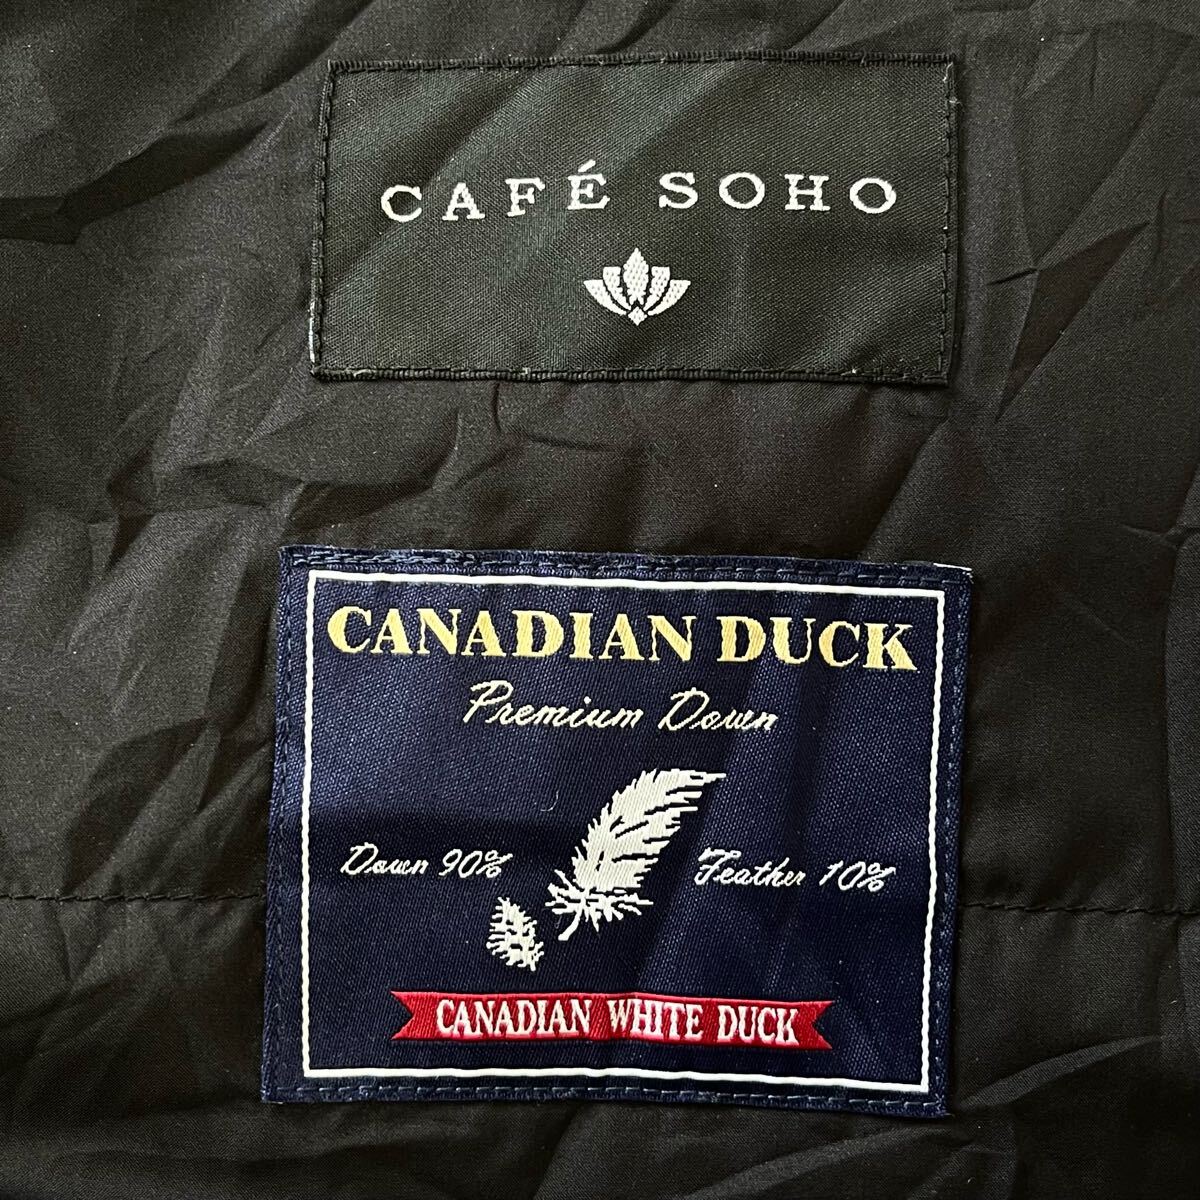 CAFÉ SOHO
CANADIAN DUCK
Premium Down
Down 90% Feather 10%
CANADIAN WHITE DUCK